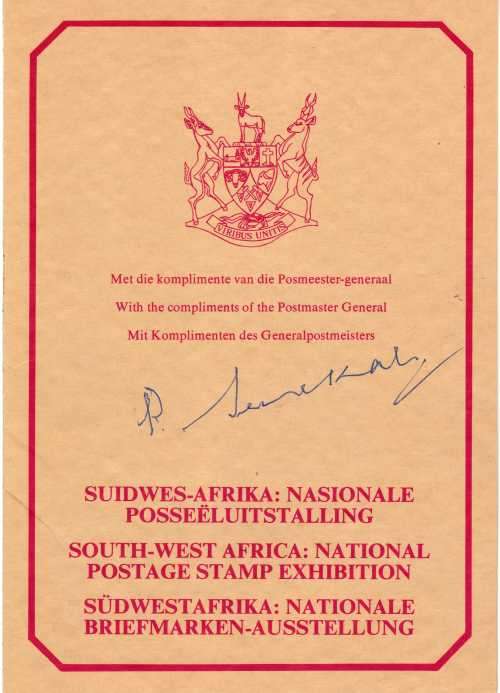 VIRIBUS UNITIS
Met die komplimente van die Posmeester-generaal
With the compliments of the Postmaster General
Mit Komplimenten des Generalpostmeisters
SUIDWES-AFRIKA: NASIONALE
POSSEËLUITSTALLING
SOUTH-WEST AFRICA: NATIONAL
POSTAGE STAMP EXHIBITION
SÜDWESTAFRIKA: NATIONALE
BRIEFMARKEN-AUSSTELLUNG